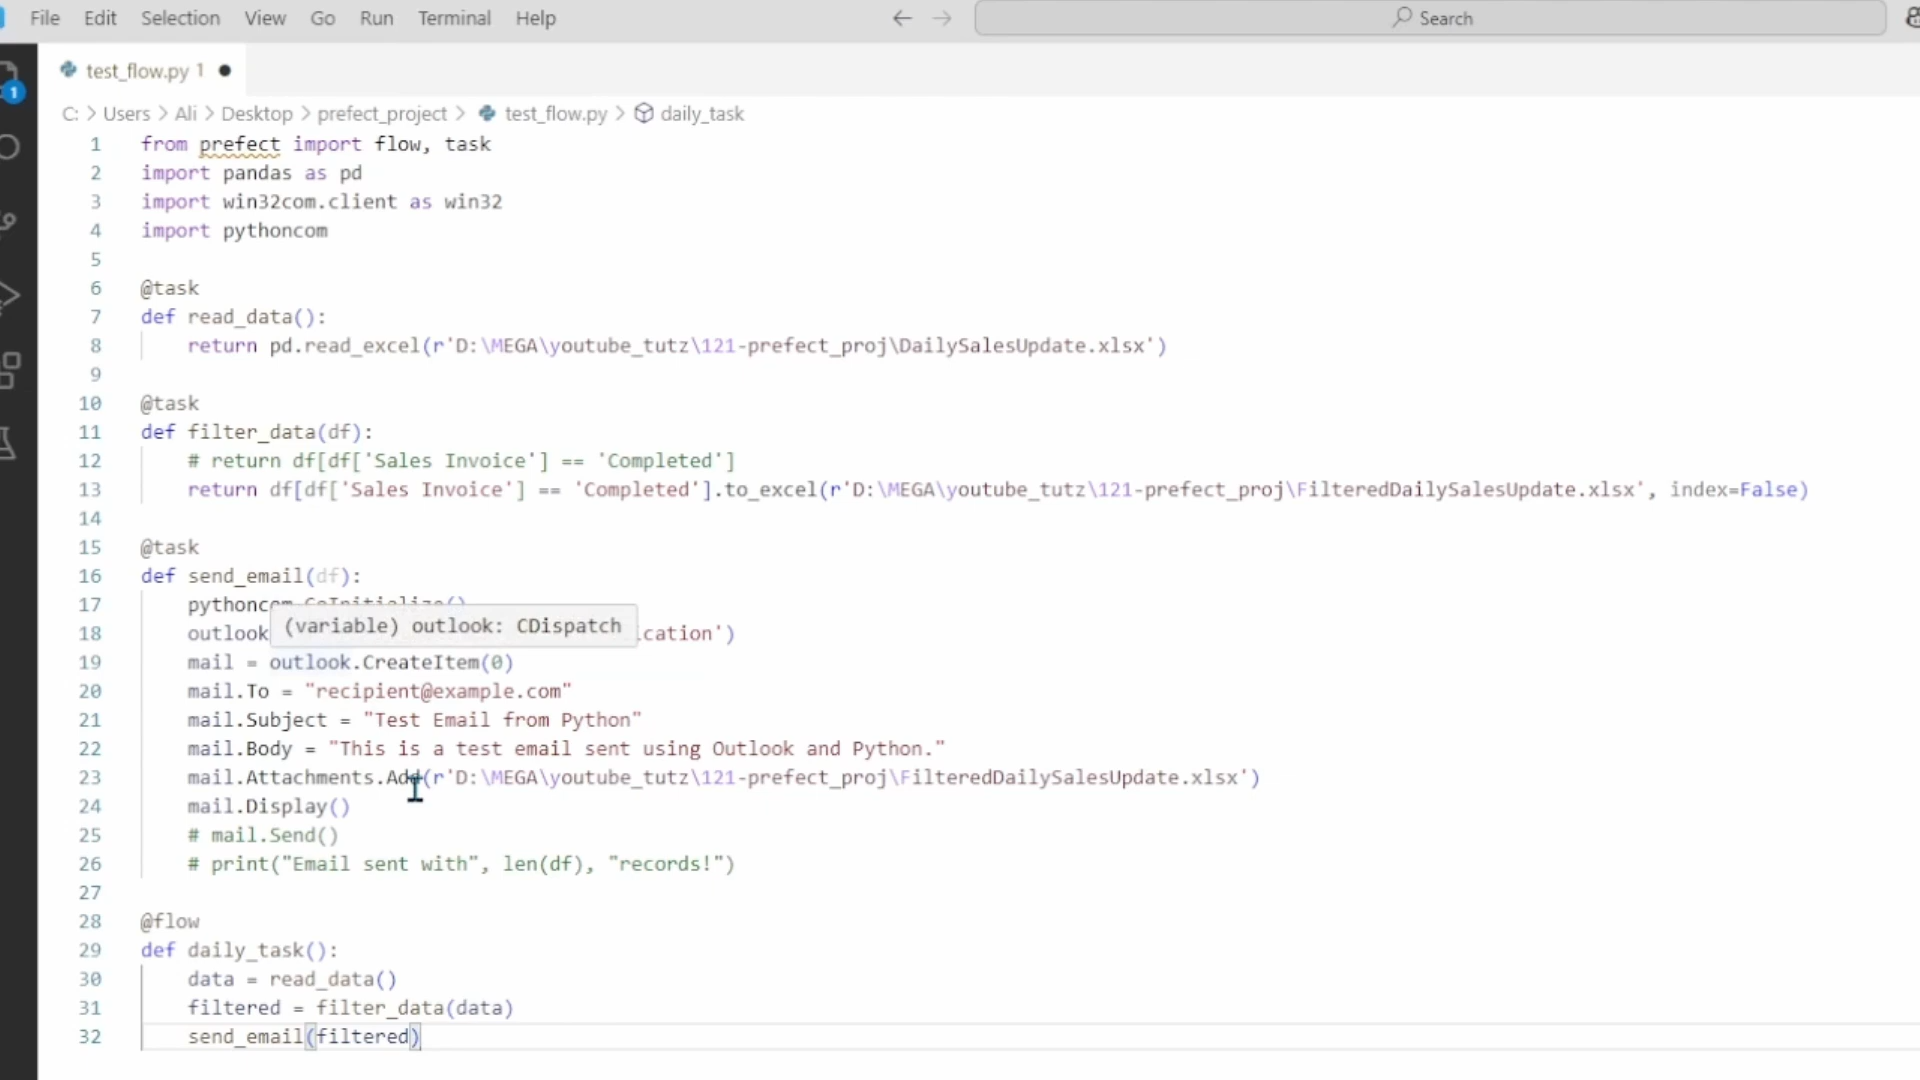 File Edit Selection View Go Run Terminal Help Search
test_flow.py 1
1
C: > Users > Ali > Desktop > prefect_project > test_flow.py > daily_task
1 from prefect import flow, task
2 import pandas as pd
3 import win32com.client as win32
4 import pythoncom
5
6 @task
7 def read_data():
8 return pd.read_excel(r'D:\MEGA\youtube_tutz\121-prefect_proj\DailySalesUpdate.xlsx')
9
10 @task
11 def filter_data(df):
12 # return df[df['Sales Invoice'] == 'Completed']
13 return df[df['Sales Invoice'] == 'Completed'].to_excel(r'D:\MEGA\youtube_tutz\121-prefect_proj\FilteredDailySalesUpdate.xlsx', index=False)
14
15 @task
16 def send_email(df):
17 pythoncom.CoInitialize()
(variable) outlook: CDispatch
18 outlook ication')
19 mail = outlook.CreateItem(0)
20 mail.To = "recipient@example.com"
21 mail.Subject = "Test Email from Python"
22 mail.Body = "This is a test email sent using Outlook and Python."
23 mail.Attachments.Add(r'D:\MEGA\youtube_tutz\121-prefect_proj\FilteredDailySalesUpdate.xlsx')
24 mail.Display()
25 # mail.Send()
26 # print("Email sent with", len(df), "records!")
27
28 @flow
29 def daily_task():
30 data = read_data()
31 filtered = filter_data(data)
32 send_email(filtered)